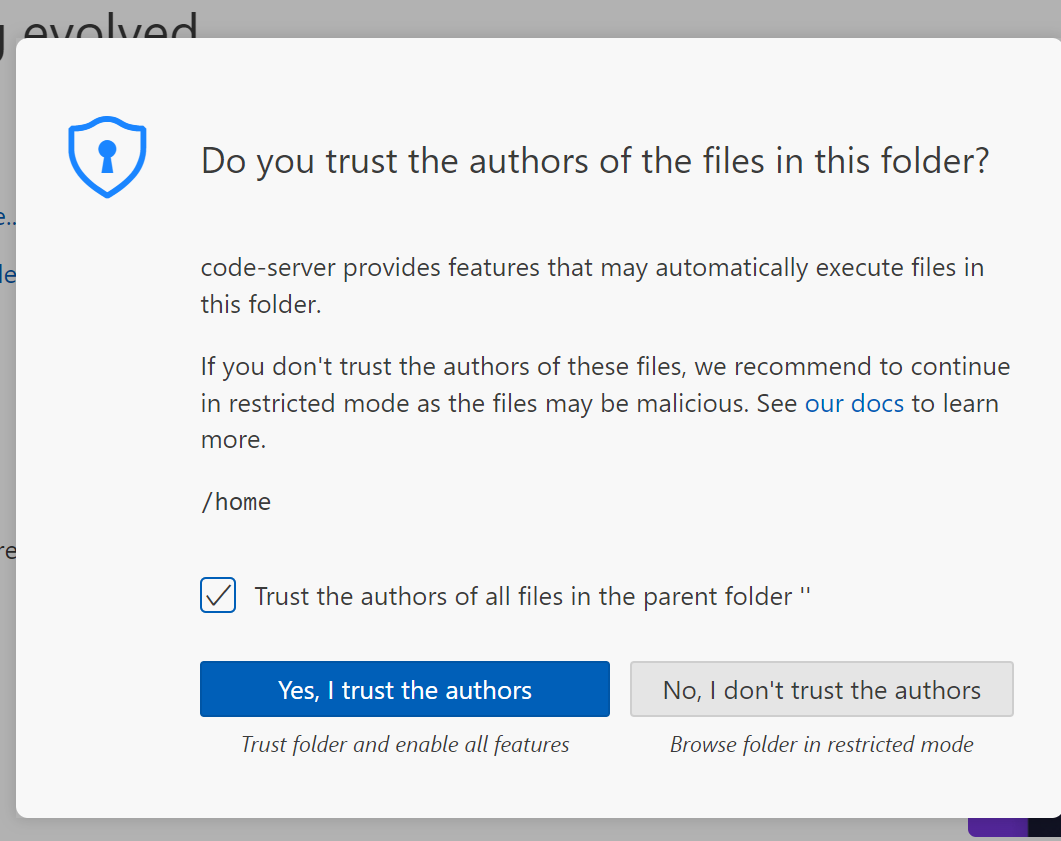 evolved
Do you trust the authors of the files in this folder?
e...
le
code-server provides features that may automatically execute files in
this folder.
If you don't trust the authors of these files, we recommend to continue
in restricted mode as the files may be malicious. See our docs to learn
more.
/home
re
Trust the authors of all files in the parent folder ''
Yes, I trust the authors
No, I don't trust the authors
Trust folder and enable all features
Browse folder in restricted mode